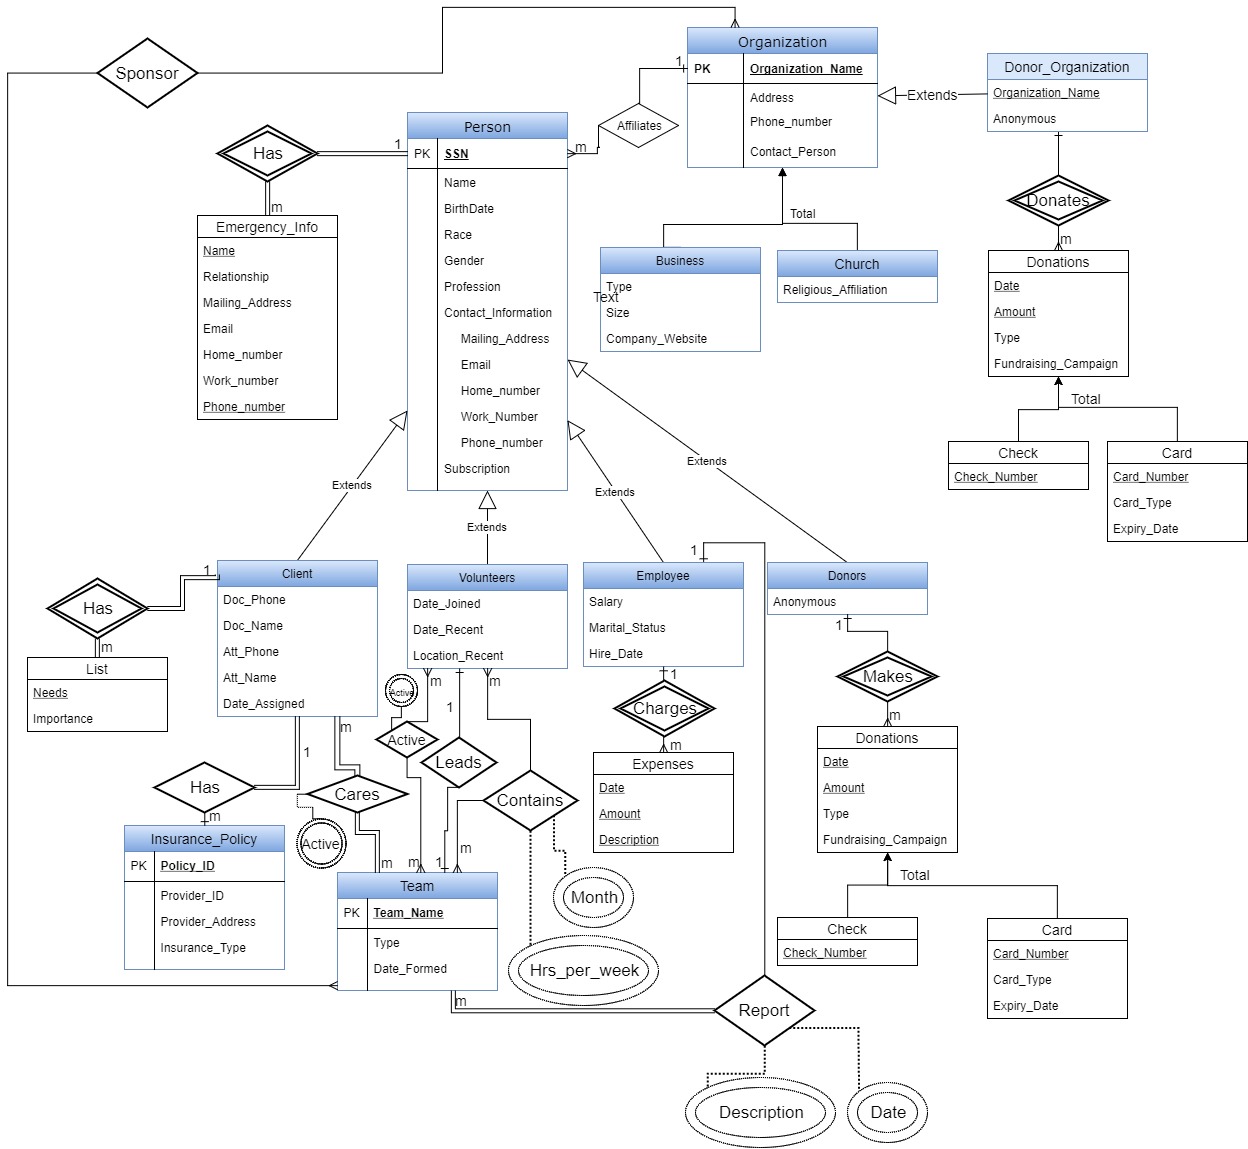 Sponsor
Organization
PK
Organization_Name
Address
Phone_number
Contact_Person
1
Affiliates
m
Extends
Donor_Organization
Organization_Name
Anonymous
Donates
m
Donations
Date
Amount
Type
Fundraising_Campaign
Total
Check
Check_Number
Card
Card_Number
Card_Type
Expiry_Date
Total
Business
Type
Text
Size
Company_Website
Church
Religious_Affiliation
Has
1
m
Emergency_Info
Name
Relationship
Mailing_Address
Email
Home_number
Work_number
Phone_number
Person
PK
SSN
Name
BirthDate
Race
Gender
Profession
Contact_Information
Mailing_Address
Email
Home_number
Work_Number
Phone_number
Subscription
Extends
Extends
Extends
Extends
Has
1
m
List
Needs
Importance
Client
Doc_Phone
Doc_Name
Att_Phone
Att_Name
Date_Assigned
Volunteers
Date_Joined
Date_Recent
Location_Recent
Employee
Salary
Marital_Status
Hire_Date
1
Donors
Anonymous
1
Makes
m
Donations
Date
Amount
Type
Fundraising_Campaign
Total
Check
Check_Number
Card
Card_Number
Card_Type
Expiry_Date
1
Charges
m
Expenses
Date
Amount
Description
Has
1
m
Insurance_Policy
PK
Policy_ID
Provider_ID
Provider_Address
Insurance_Type
m
Cares
Active
m
Active
m
Active
m
1
Leads
1
m
Contains
m
Month
Hrs_per_week
Team
PK
Team_Name
Type
Date_Formed
m
Report
Description
Date